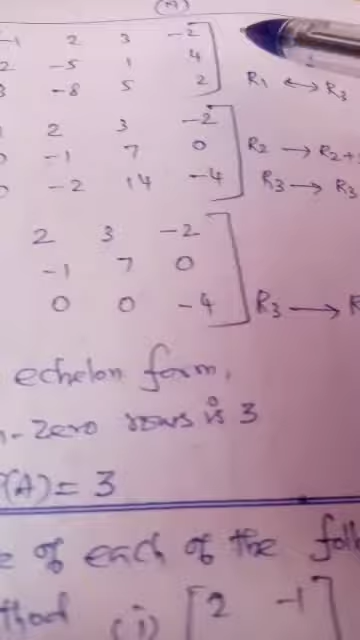 (A)
-1 2 3 -2
2 -5 1 4
3 -8 5 2 R1 ⟷ R3
2 3 -2
0 -1 7 0 R2 → R2+
0 -2 14 -4 R3 → R3
2 3 -2
-1 7 0
0 0 -4 R3 →
echelon form.
zero rows is 3
(A) = 3
of each of the
(i) [2 -1]